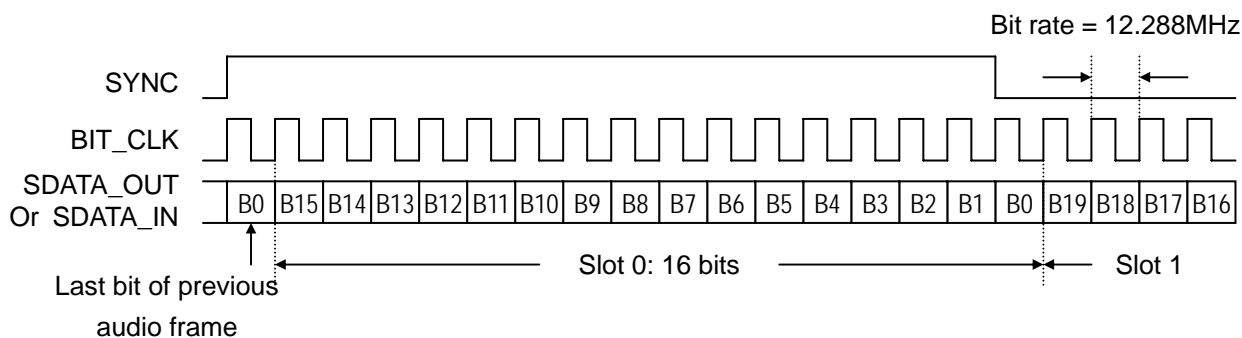 Bit rate = 12.288MHz
SYNC
BIT_CLK
SDATA_OUT
Or SDATA_IN
B0 B15 B14 B13 B12 B11 B10 B9 B8 B7 B6 B5 B4 B3 B2 B1 B0 B19 B18 B17 B16
Slot 0: 16 bits
Slot 1
Last bit of previous
audio frame